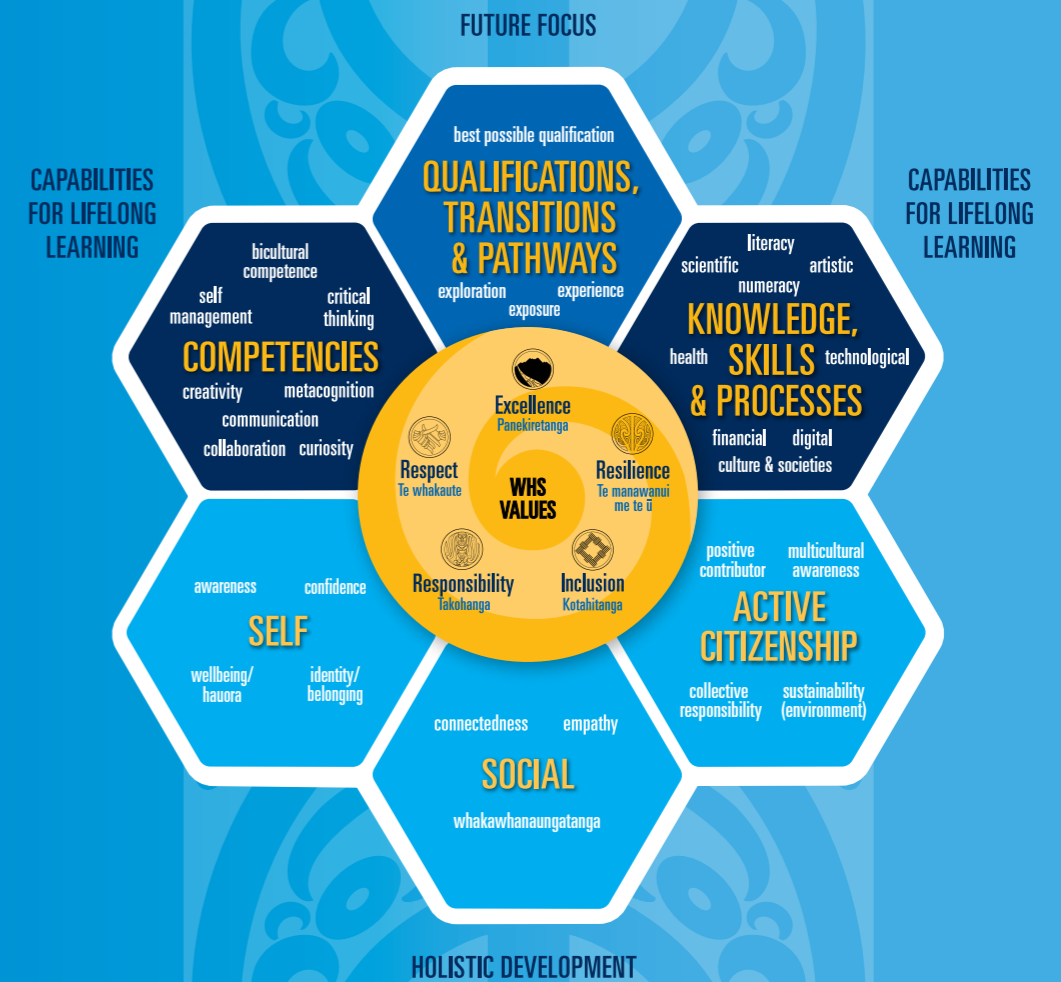 FUTURE FOCUS
CAPABILITIES
FOR LIFELONG
LEARNING
best possible qualification
QUALIFICATIONS,
TRANSITIONS
& PATHWAYS
exploration
experience
exposure
CAPABILITIES
FOR LIFELONG
LEARNING
bicultural
competence
self
management
critical
thinking
COMPETENCIES
creativity
metacognition
communication
collaboration
curiosity
literacy
scientific
artistic
numeracy
KNOWLEDGE,
health
SKILLS
technological
& PROCESSES
financial
digital
culture & societies
Excellence
Panekiretanga
Respect
Te whakaute
Resilience
Te manawanui
me te ū
WHS
VALUES
Responsibility
Takohanga
Inclusion
Kotahitanga
awareness
confidence
SELF
wellbeing/
hauora
identity/
belonging
positive
contributor
multicultural
awareness
ACTIVE
CITIZENSHIP
collective
responsibility
sustainability
(environment)
connectedness
empathy
SOCIAL
whakawhanaungatanga
HOLISTIC DEVELOPMENT